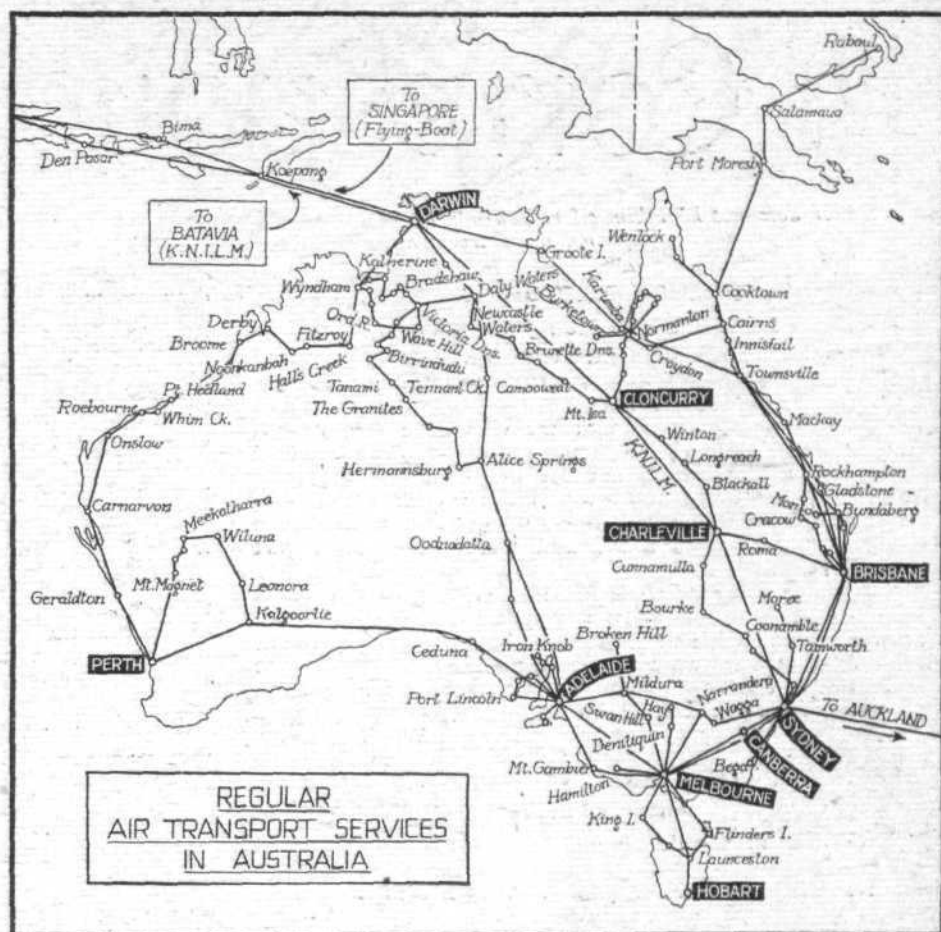 Rabaul
To
SINGAPORE
(Flying-Boat)
Salamaua
Bima
Den Pasar
Port Moresby
Koepang
To
BATAVIA
(K.N.I.L.M.)
DARWIN
Wenlock
Groote I.
Katherine
Wyndham
Bradshaw
Daly Waters
Burketown
Karumba
Cooktown
Ord R.
Victoria Dns.
Newcastle
Waters
Normanton
Cairns
Derby
Broome
Fitzroy
Wave Hill
Innisfail
Noonkanbah
Hall's Creek
Birrindudu
Brunette Dns.
Croydon
Townsville
Pt. Hedland
Tanami
Tennant Ck.
Camooweal
CLONCURRY
Roebourne
Whim Ck.
The Granites
Mt. Isa
Mackay
Onslow
Winton
K.N.I.L.M.
Longreach
Hermannsburg
Alice Springs
Rockhampton
Blackall
Gladstone
Carnarvon
Monto
Bundaberg
Meekatharra
Cracow
Wiluna
CHARLEVILLE
Oodnadatta
Roma
Mt. Magnet
Leonora
Cunnamulla
BRISBANE
Geraldton
Kalgoorlie
Bourke
Moree
Coonamble
Iron Knob
Broken Hill
Tamworth
PERTH
Ceduna
ADELAIDE
Mildura
Port Lincoln
Narrandera
Swan Hill
Hay
Wagga
To AUCKLAND
SYDNEY
Deniliquin
CANBERRA
Bega
Mt. Gambier
Hamilton
MELBOURNE
REGULAR
AIR TRANSPORT SERVICES
IN AUSTRALIA
King I.
Flinders I.
Launceston
HOBART